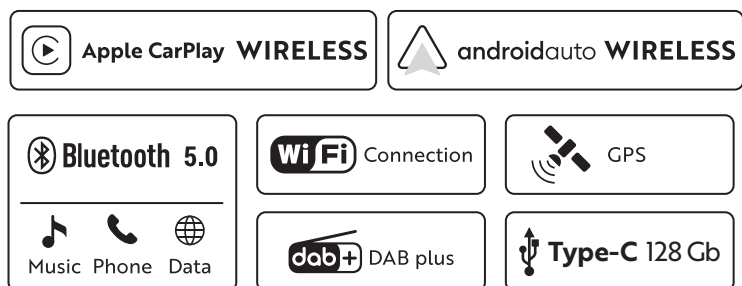 Apple CarPlay WIRELESS
androidauto WIRELESS
Bluetooth 5.0
Music Phone Data
WiFi Connection
GPS
dab+ DAB plus
Type-C 128 Gb